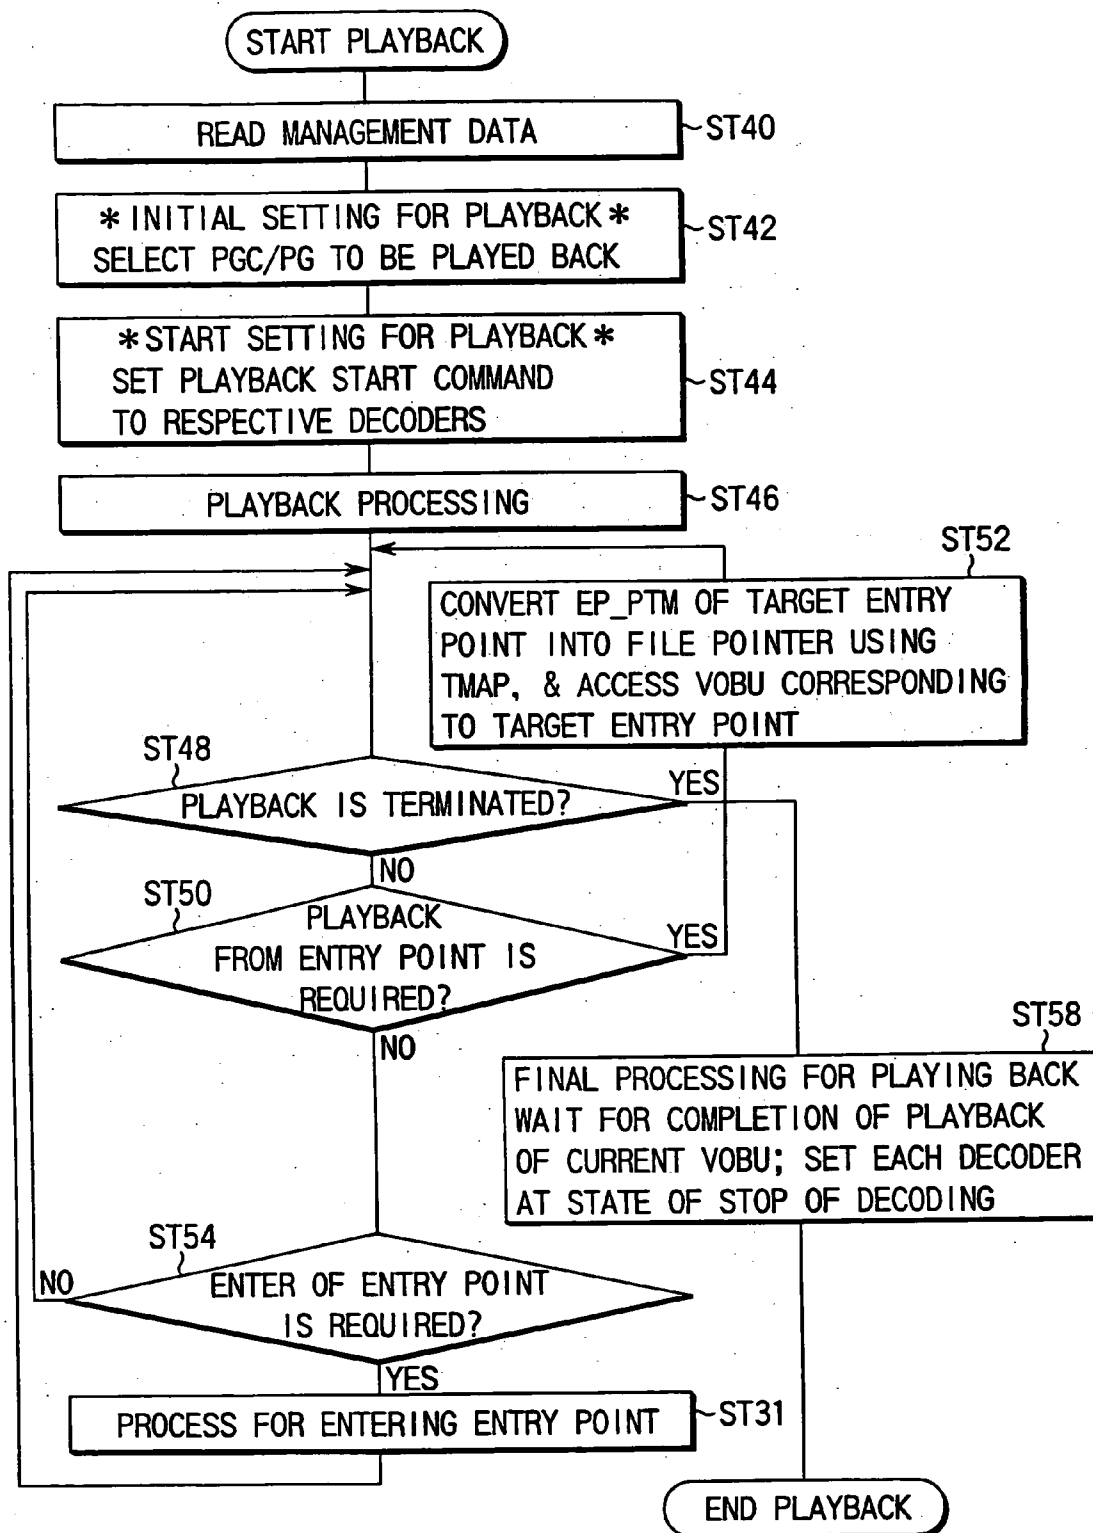 START PLAYBACK
READ MANAGEMENT DATA
ST40
*INITIAL SETTING FOR PLAYBACK*
SELECT PGC/PG TO BE PLAYED BACK
ST42
*START SETTING FOR PLAYBACK*
SET PLAYBACK START COMMAND
TO RESPECTIVE DECODERS
ST44
PLAYBACK PROCESSING
ST46
ST52
CONVERT EP_PTM OF TARGET ENTRY
POINT INTO FILE POINTER USING
TMAP, & ACCESS VOBU CORRESPONDING
TO TARGET ENTRY POINT
ST48
PLAYBACK IS TERMINATED?
YES
NO
ST50
PLAYBACK
FROM ENTRY POINT IS
REQUIRED?
YES
NO
ST58
FINAL PROCESSING FOR PLAYING BACK
WAIT FOR COMPLETION OF PLAYBACK
OF CURRENT VOBU; SET EACH DECODER
AT STATE OF STOP OF DECODING
ST54
NO
ENTER OF ENTRY POINT
IS REQUIRED?
YES
PROCESS FOR ENTERING ENTRY POINT
ST31
END PLAYBACK